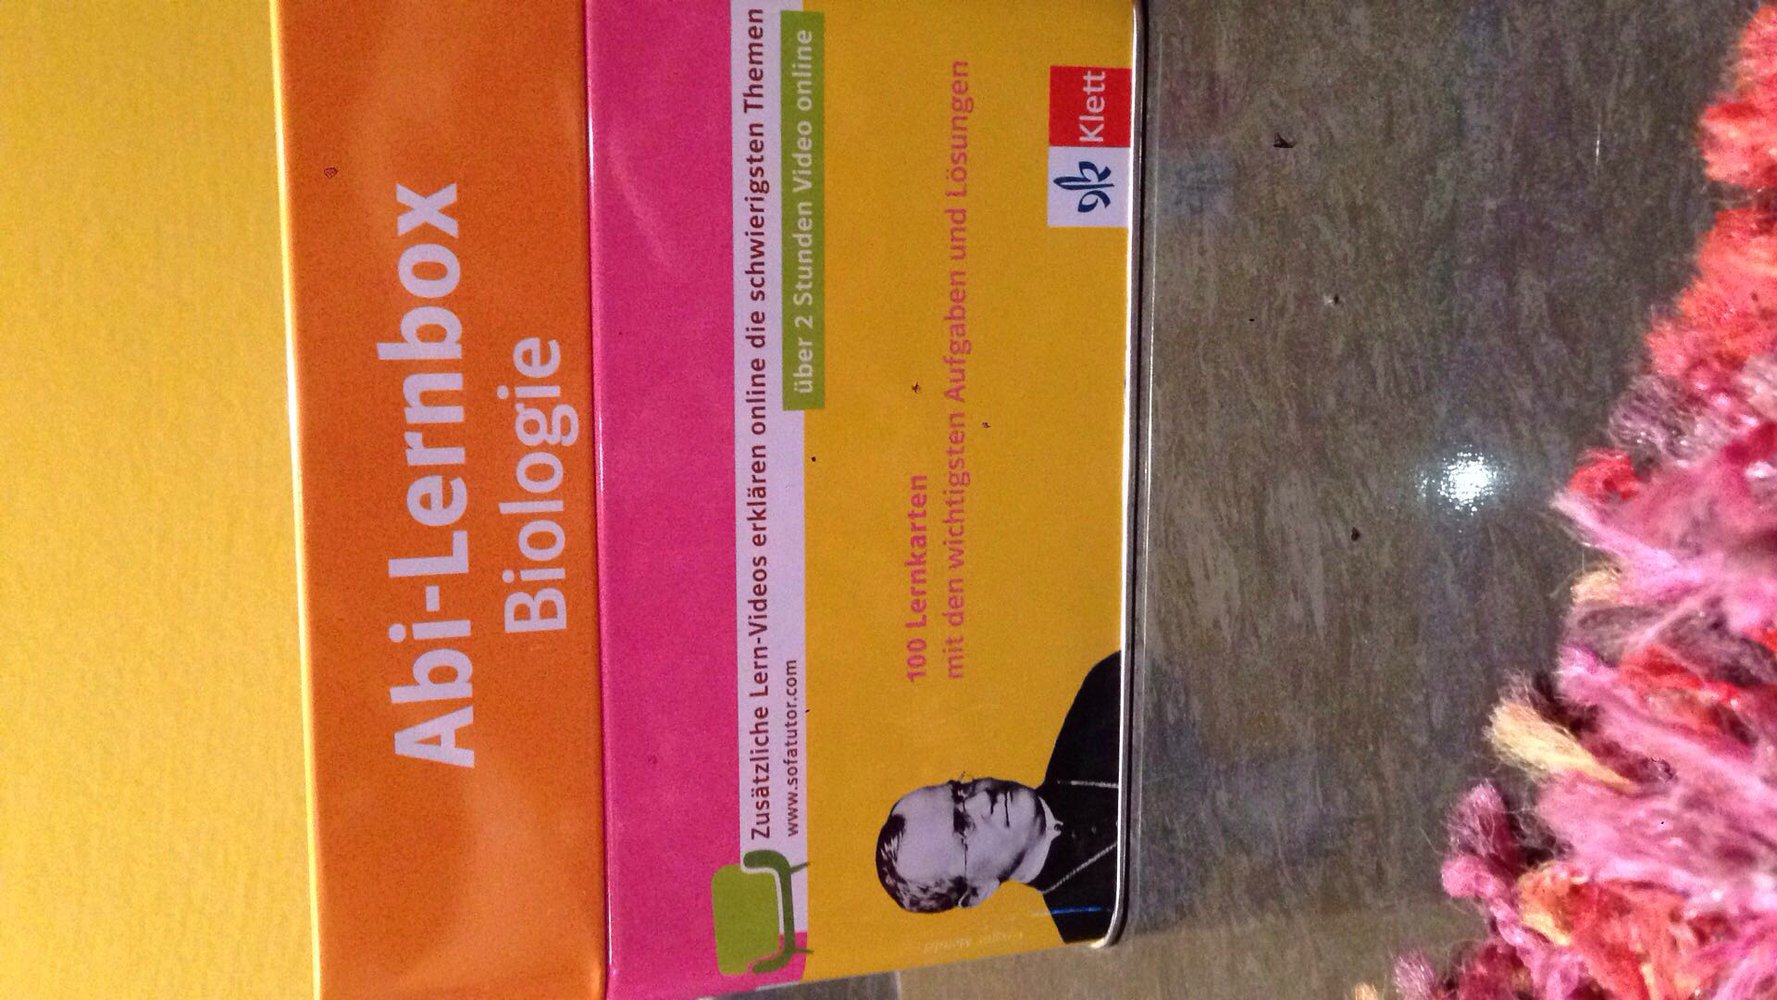 Abi-Lernbox
Biologie
Zusätzliche Lern-Videos erklären online die schwierigsten Themen
www.sofatutor.com
über 2 Stunden Video online
100 Lernkarten
mit den wichtigsten Aufgaben und Lösungen
Klett